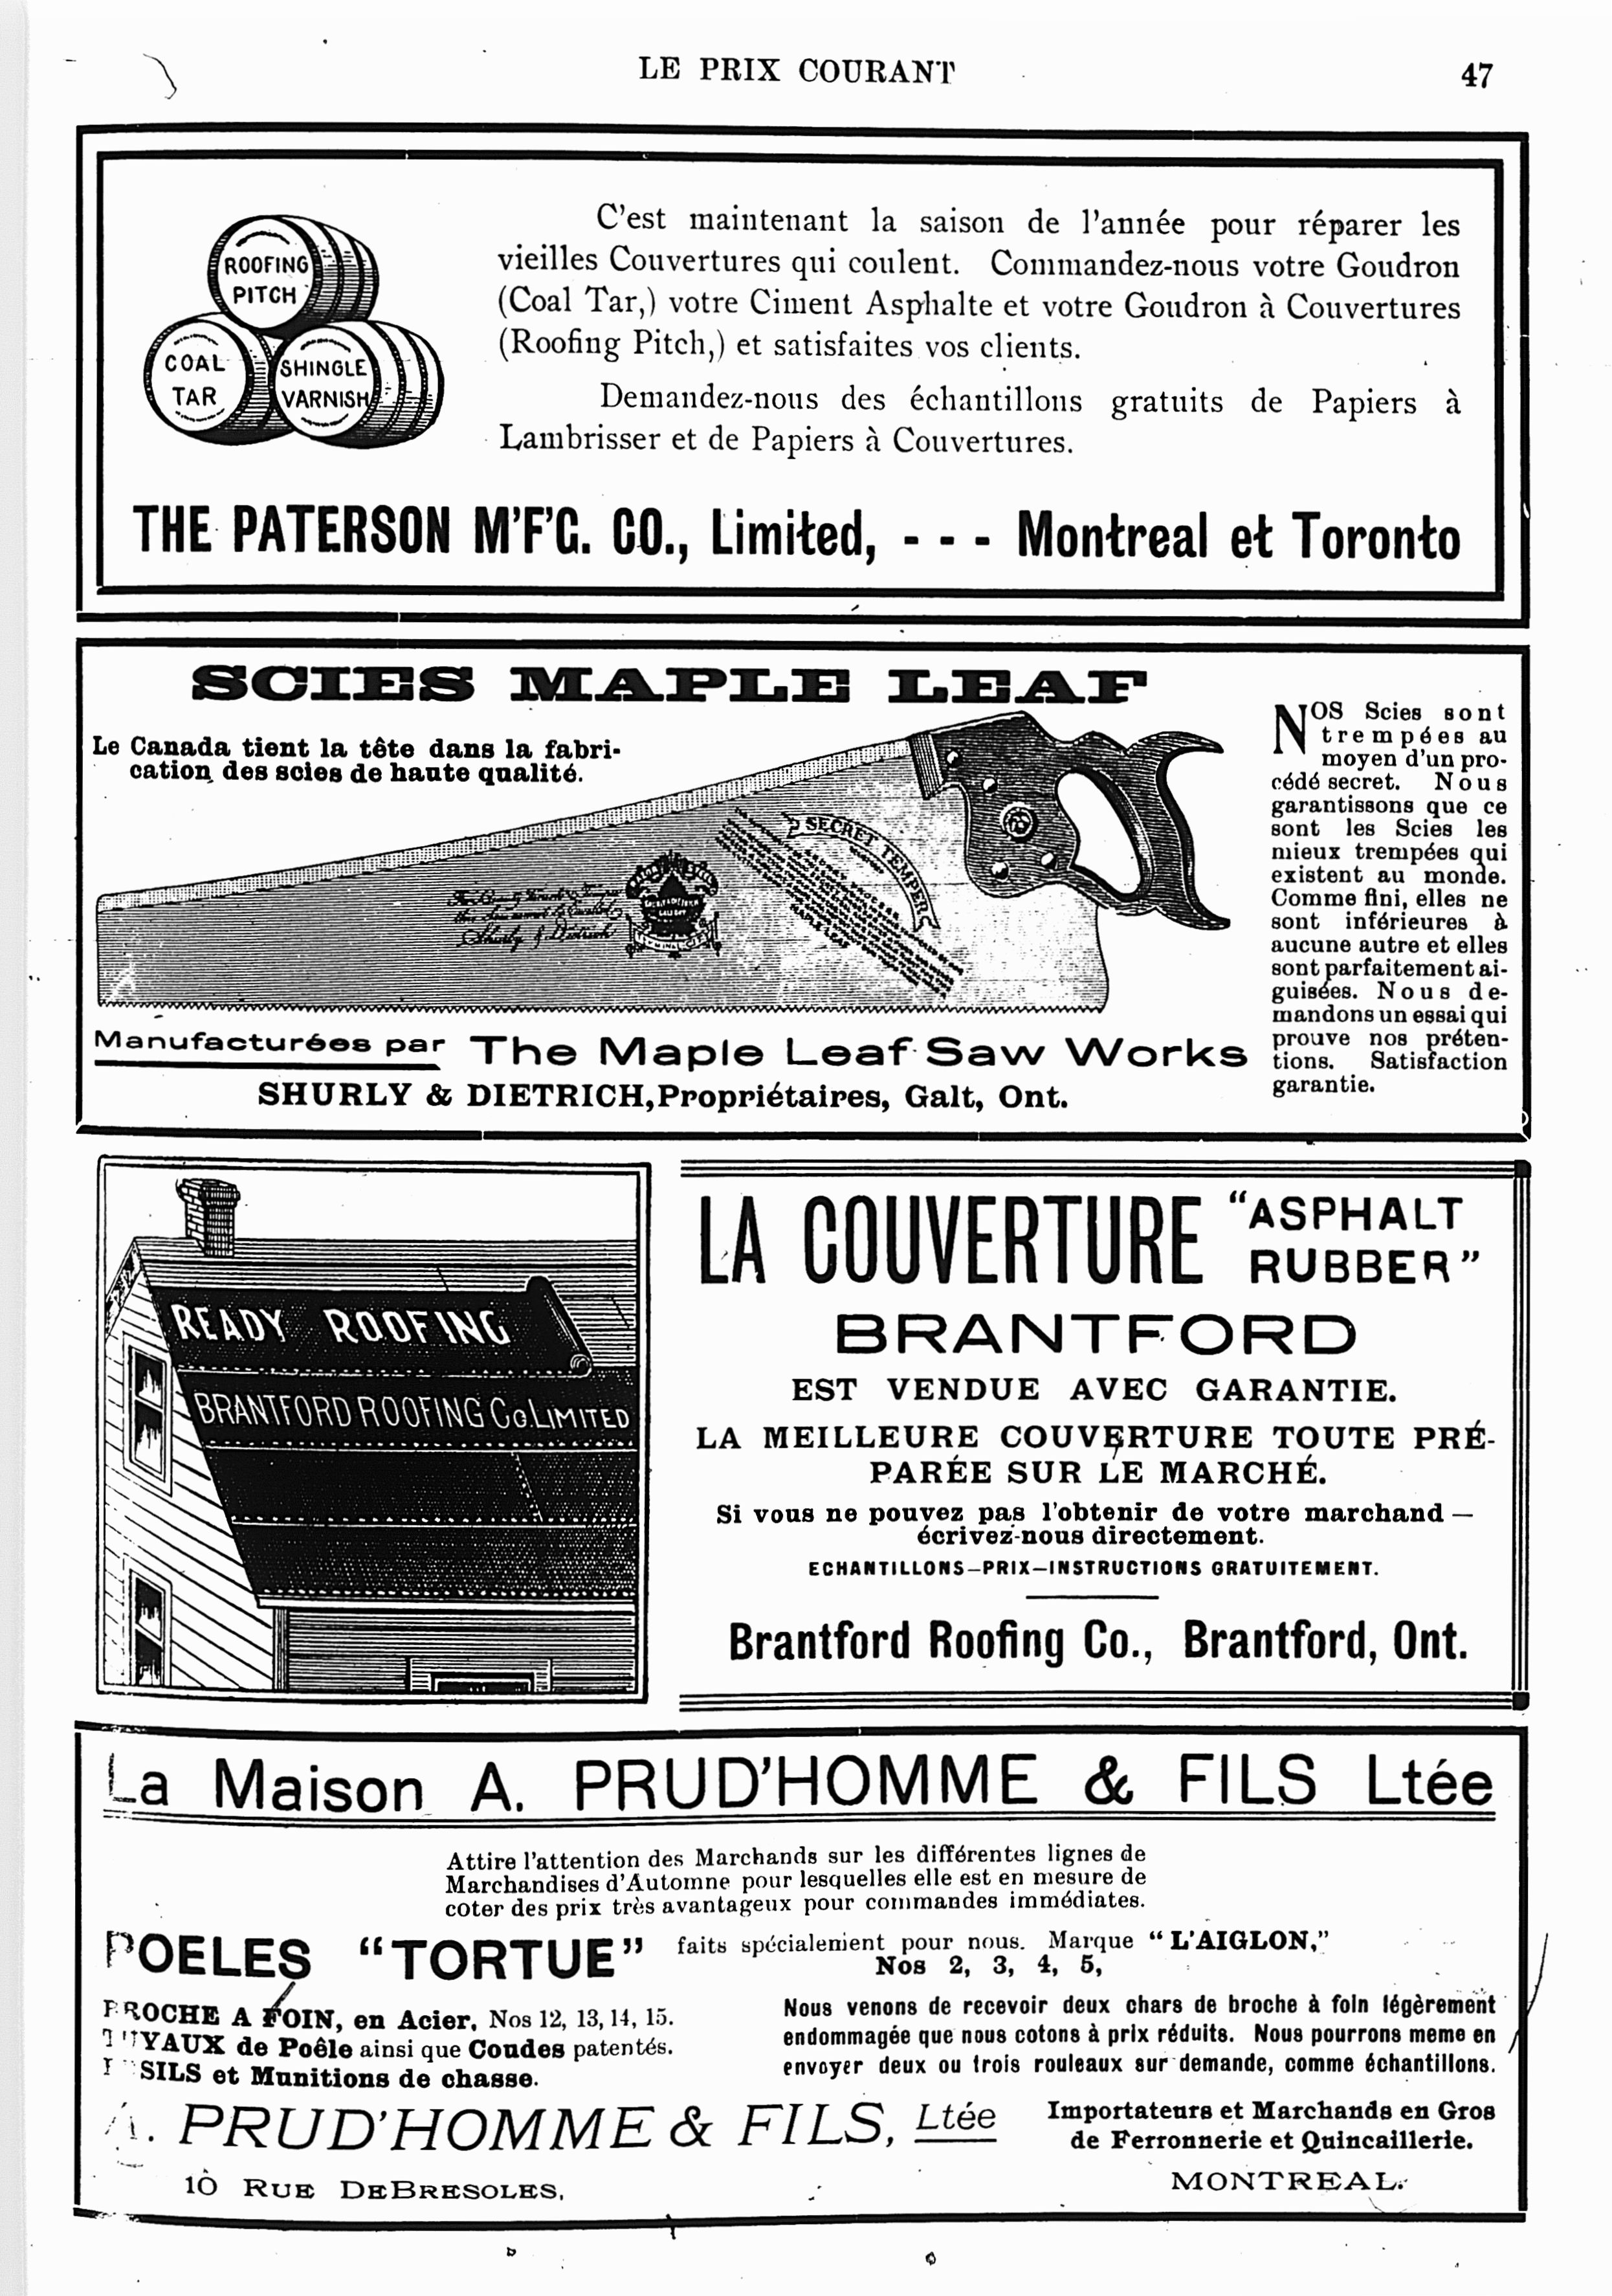 LE PRIX COURANT
47
ROOFING
PITCH
COAL
TAR
SHINGLE
VARNISH
C'est maintenant la saison de l'année pour réparer les
vieilles Couvertures qui coulent. Commandez-nous votre Goudron
(Coal Tar,) votre Ciment Asphalte et votre Goudron à Couvertures
(Roofing Pitch,) et satisfaites vos clients.
Demandez-nous des échantillons gratuits de Papiers à
Lambrisser et de Papiers à Couvertures.
THE PATERSON M'F'G. CO., Limited, - - - Montreal et Toronto
SCIES MAPLE LEAF
Le Canada tient la tête dans la fabri-
cation des scies de haute qualité.
SECRET TEMPER
Shurly & Dietrich
Manufacturées par The Maple Leaf Saw Works
SHURLY & DIETRICH, Propriétaires, Galt, Ont.
NOS Scies sont
trempées au
moyen d'un pro-
cédé secret. Nous
garantissons que ce
sont les Scies les
mieux trempées qui
existent au monde.
Comme fini, elles ne
sont inférieures à
aucune autre et elles
sont parfaitement ai-
guisées. Nous de-
mandons un essai qui
prouve nos préten-
tions. Satisfaction
garantie.
READY ROOFING
BRANTFORD ROOFING Co. LIMITED
LA COUVERTURE "ASPHALT
RUBBER"
BRANTFORD
EST VENDUE AVEC GARANTIE.
LA MEILLEURE COUVERTURE TOUTE PRÉ-
PARÉE SUR LE MARCHÉ.
Si vous ne pouvez pas l'obtenir de votre marchand —
écrivez-nous directement.
ECHANTILLONS—PRIX—INSTRUCTIONS GRATUITEMENT.
Brantford Roofing Co., Brantford, Ont.
La Maison A. PRUD'HOMME & FILS Ltée
Attire l'attention des Marchands sur les différentes lignes de
Marchandises d'Automne pour lesquelles elle est en mesure de
coter des prix très avantageux pour commandes immédiates.
POELES "TORTUE" faits spécialement pour nous. Marque "L'AIGLON,"
Nos 2, 3, 4, 5,
BROCHE A FOIN, en Acier, Nos 12, 13, 14, 15.
TUYAUX de Poêle ainsi que Coudes patentés.
FUSILS et Munitions de chasse.
Nous venons de recevoir deux chars de broche à foin légèrement
endommagée que nous cotons à prix réduits. Nous pourrons meme en
envoyer deux ou trois rouleaux sur demande, comme échantillons.
A. PRUD'HOMME & FILS, Ltée
Importateurs et Marchands en Gros
de Ferronnerie et Quincaillerie.
10 RUE DEBRESOLES,
MONTREAL.